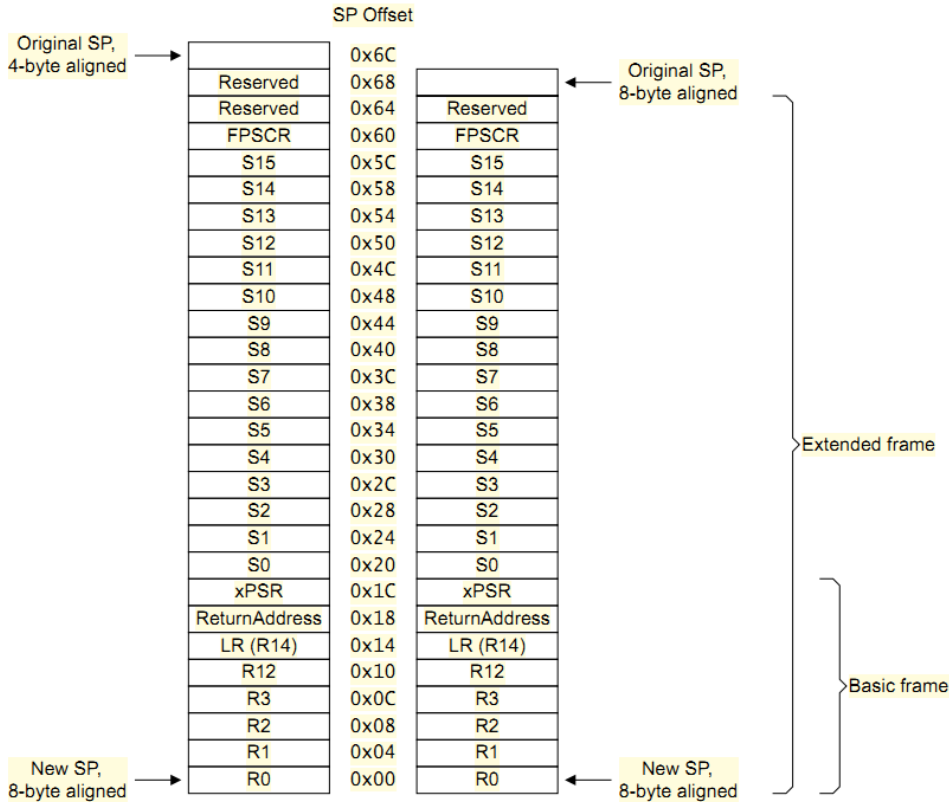 SP Offset
Original SP,
4-byte aligned
0x6C
Original SP,
8-byte aligned
Reserved 0x68
Reserved 0x64 Reserved
FPSCR 0x60 FPSCR
S15 0x5C S15
S14 0x58 S14
S13 0x54 S13
S12 0x50 S12
S11 0x4C S11
S10 0x48 S10
S9 0x44 S9
S8 0x40 S8
S7 0x3C S7
S6 0x38 S6
S5 0x34 S5
S4 0x30 S4
Extended frame
S3 0x2C S3
S2 0x28 S2
S1 0x24 S1
S0 0x20 S0
xPSR 0x1C xPSR
ReturnAddress 0x18 ReturnAddress
LR (R14) 0x14 LR (R14)
R12 0x10 R12
Basic frame
R3 0x0C R3
R2 0x08 R2
R1 0x04 R1
New SP,
8-byte aligned
R0 0x00 R0
New SP,
8-byte aligned